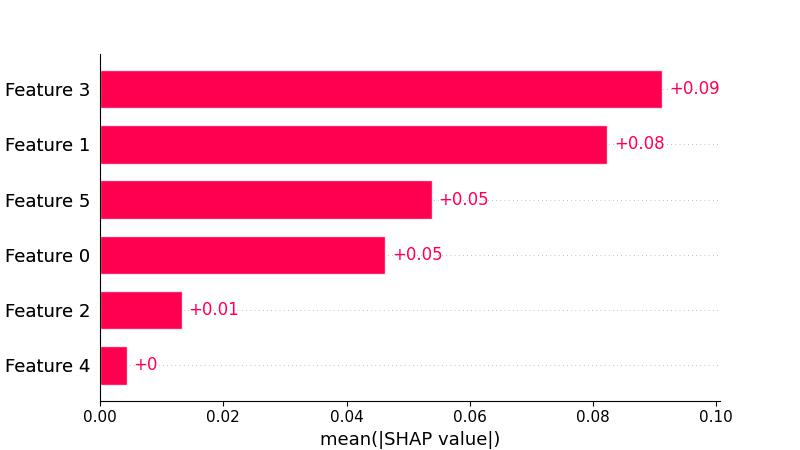 Feature 3 +0.09
Feature 1 +0.08
Feature 5 +0.05
Feature 0 +0.05
Feature 2 +0.01
Feature 4 +0
0.00 0.02 0.04 0.06 0.08 0.10
mean(|SHAP value|)